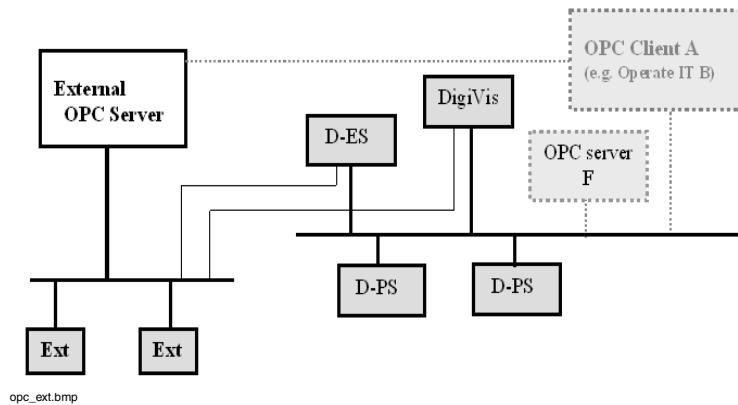 OPC Client A
(e.g. Operate IT B)
External
OPC Server
DigiVis
D-ES
OPC server
F
D-PS
D-PS
Ext
Ext
opc_ext.bmp